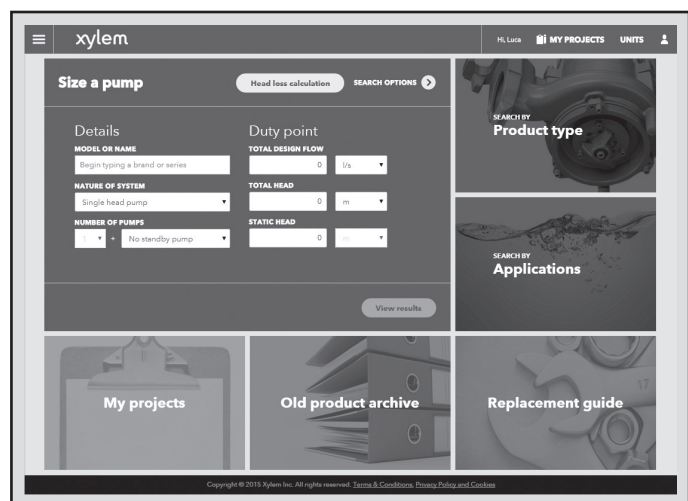 xylem
Hi, Luca
MY PROJECTS
UNITS
Size a pump
Head loss calculation
SEARCH OPTIONS
Details
MODEL OR NAME
Begin typing a brand or series
NATURE OF SYSTEM
Single head pump
NUMBER OF PUMPS
+ No standby pump
Duty point
TOTAL DESIGN FLOW
0 l/s
TOTAL HEAD
0 m
STATIC HEAD
0 m
View results
SEARCH BY
Product type
SEARCH BY
Applications
My projects
Old product archive
Replacement guide
17
Copyright © 2015 Xylem Inc. All rights reserved. Terms & Conditions, Privacy Policy and Cookies